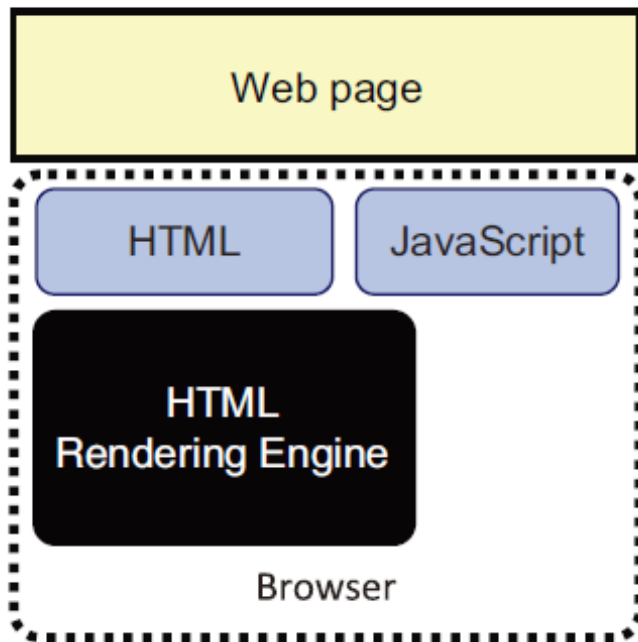 Web page
HTML
JavaScript
HTML
Rendering Engine
Browser